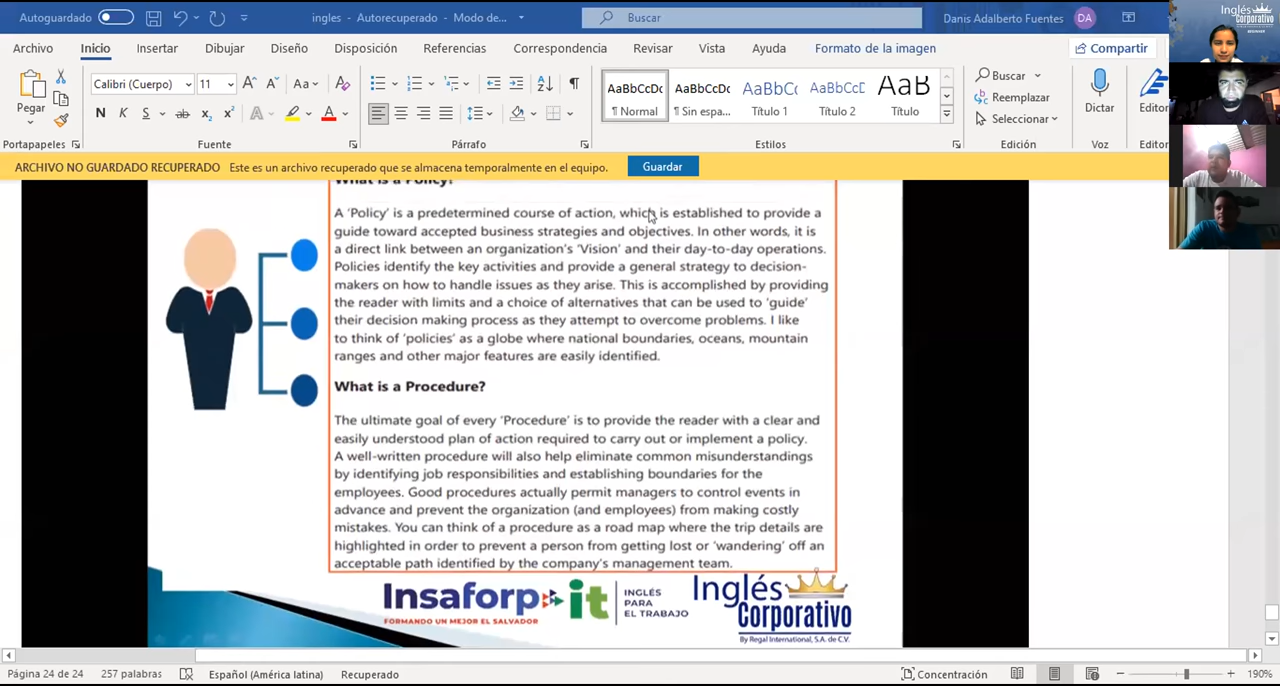 Autoguardado
ingles - Autorecuperado - Modo de...
Buscar
Danis Adalberto Fuentes
DA
Inglés
Corporativo
BEGINNER
Archivo Inicio Insertar Dibujar Diseño Disposición Referencias Correspondencia Revisar Vista Ayuda Formato de la imagen
Compartir
Pegar
Calibri (Cuerpo) 11
Aa
N K S ab x₂ x²
AaBbCcDc AaBbCcDc AaBbCc AaBbCcD AaB
¶ Normal ¶ Sin espa... Título 1 Título 2 Título
Buscar
Reemplazar
Seleccionar
Dictar
Editor
Portapapeles Fuente Párrafo Estilos Edición Voz Editor
ARCHIVO NO GUARDADO RECUPERADO Este es un archivo recuperado que se almacena temporalmente en el equipo. Guardar
What is a Policy?
A 'Policy' is a predetermined course of action, which is established to provide a
guide toward accepted business strategies and objectives. In other words, it is
a direct link between an organization's 'Vision' and their day-to-day operations.
Policies identify the key activities and provide a general strategy to decision-
makers on how to handle issues as they arise. This is accomplished by providing
the reader with limits and a choice of alternatives that can be used to 'guide'
their decision making process as they attempt to overcome problems. I like
to think of 'policies' as a globe where national boundaries, oceans, mountain
ranges and other major features are easily identified.
What is a Procedure?
The ultimate goal of every 'Procedure' is to provide the reader with a clear and
easily understood plan of action required to carry out or implement a policy.
A well-written procedure will also help eliminate common misunderstandings
by identifying job responsibilities and establishing boundaries for the
employees. Good procedures actually permit managers to control events in
advance and prevent the organization (and employees) from making costly
mistakes. You can think of a procedure as a road map where the trip details are
highlighted in order to prevent a person from getting lost or 'wandering' off an
acceptable path identified by the company's management team.
Insaforp it
FORMANDO UN MEJOR EL SALVADOR
INGLÉS
PARA
EL TRABAJO
Inglés
Corporativo
By Regal International, S.A. de C.V.
Página 24 de 24 257 palabras Español (América latina) Recuperado
Concentración
190%